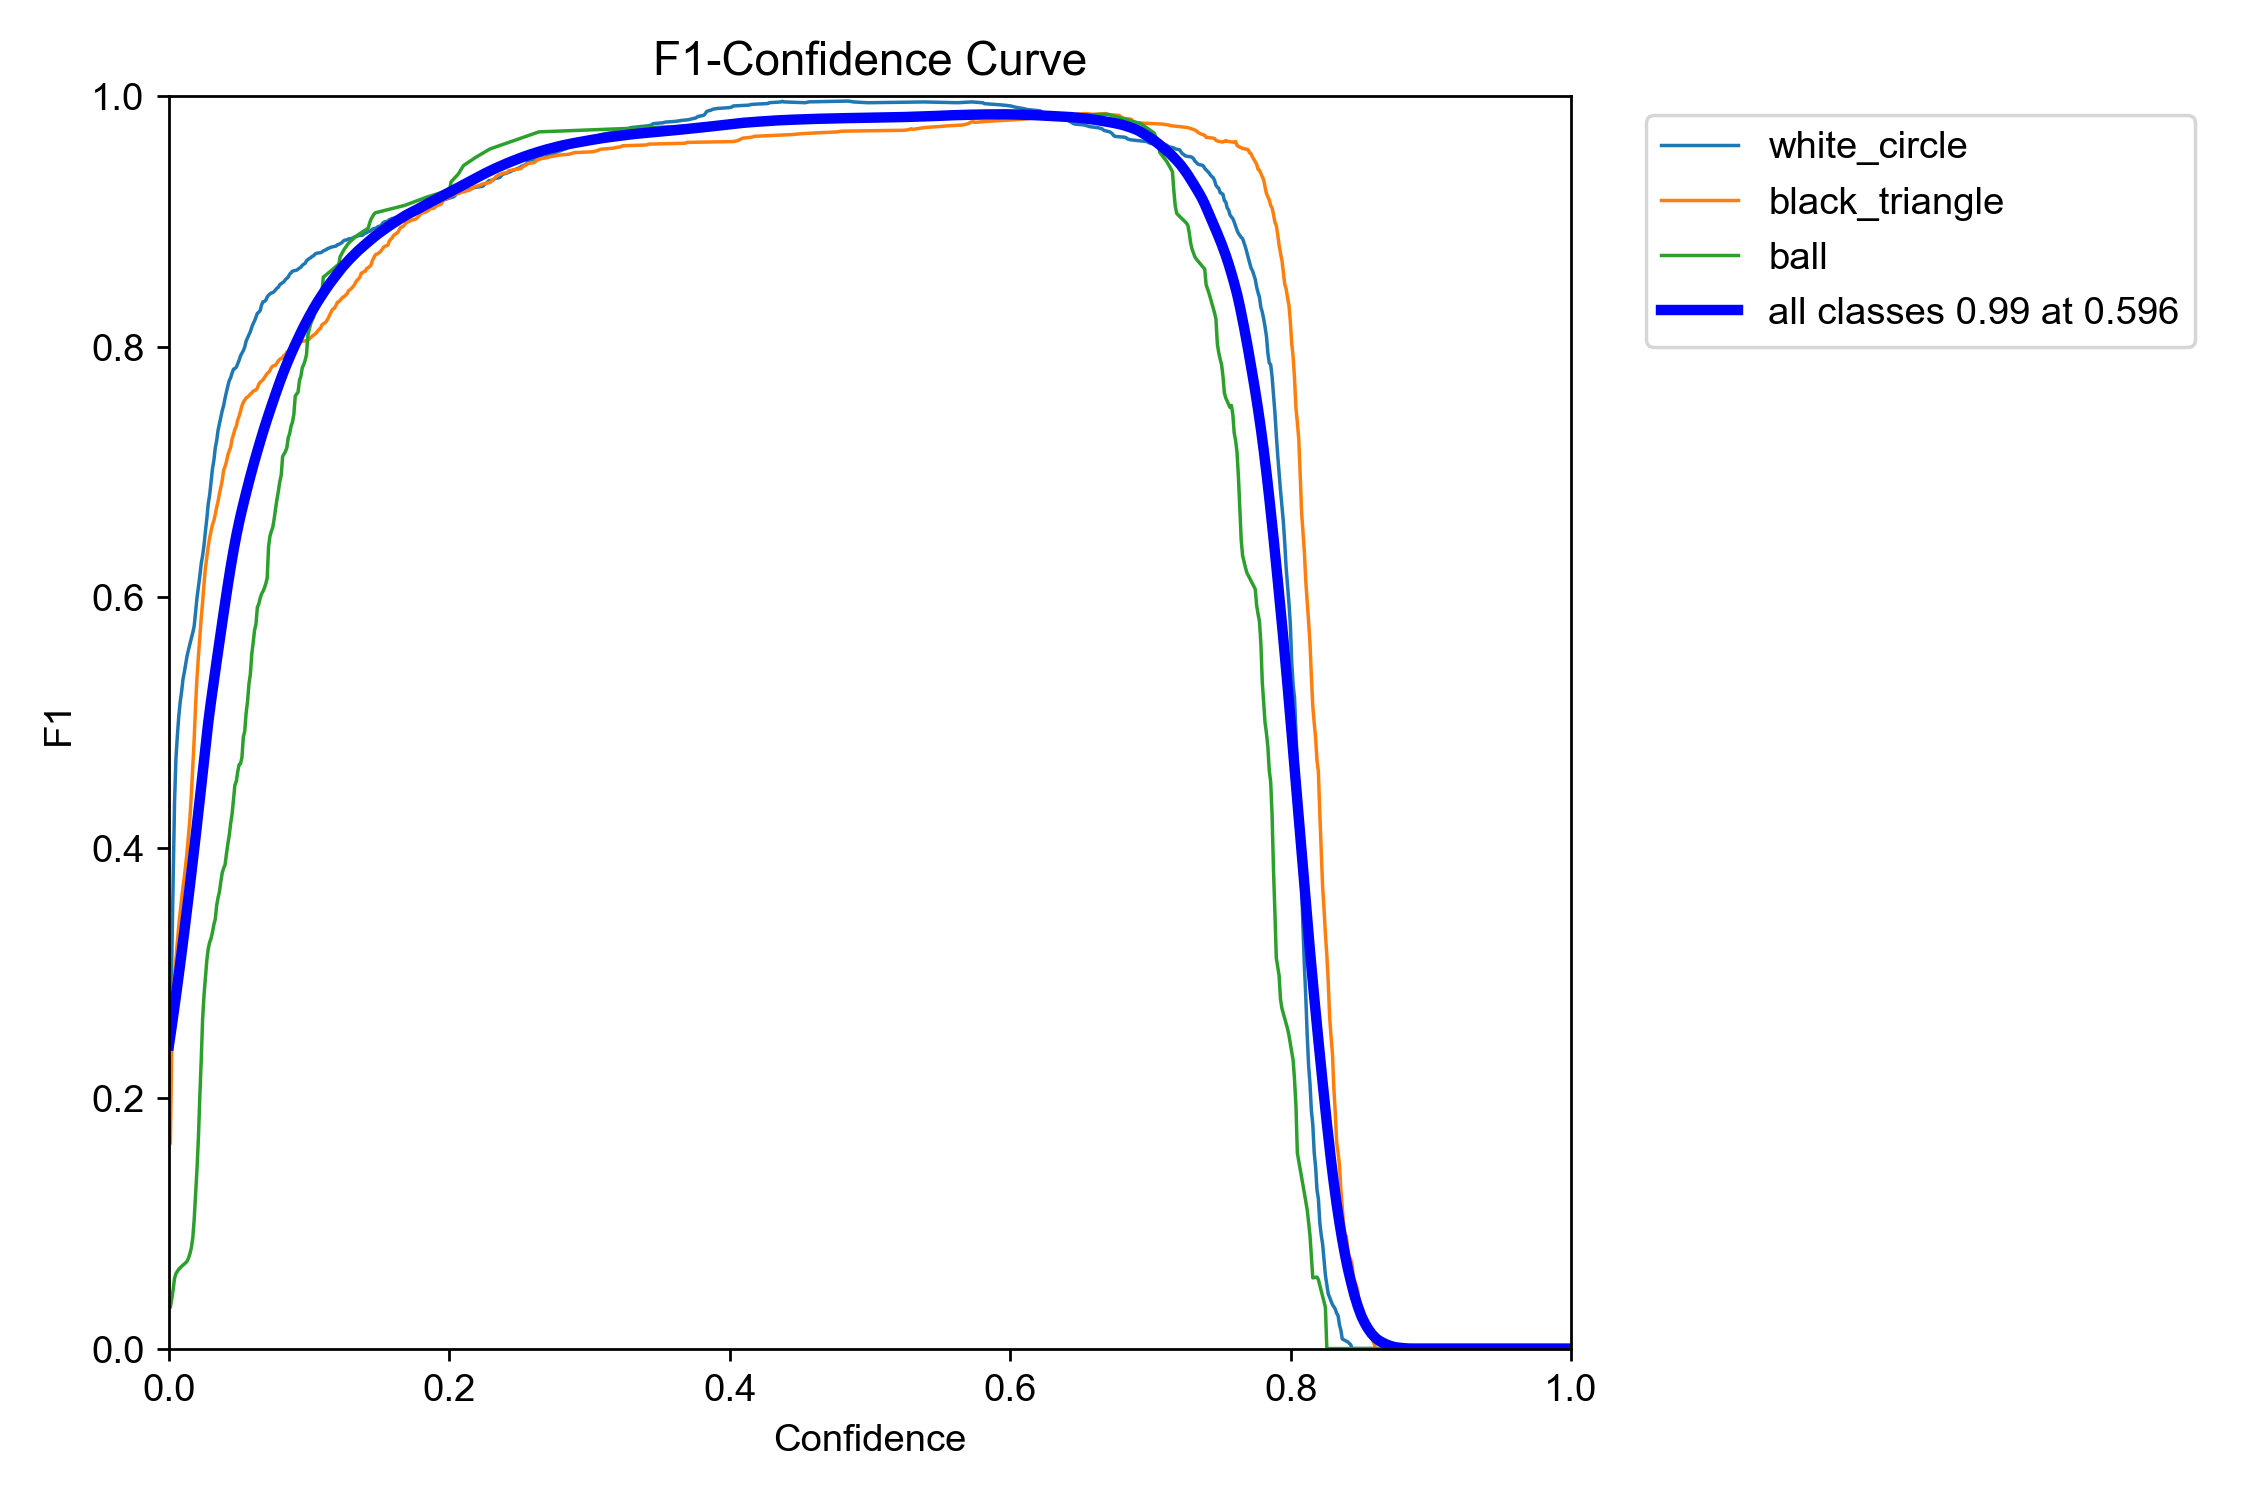 F1-Confidence Curve
1.0
0.8
0.6
0.4
0.2
0.0
F1
0.0 0.2 0.4 0.6 0.8 1.0
Confidence
white_circle
black_triangle
ball
all classes 0.99 at 0.596